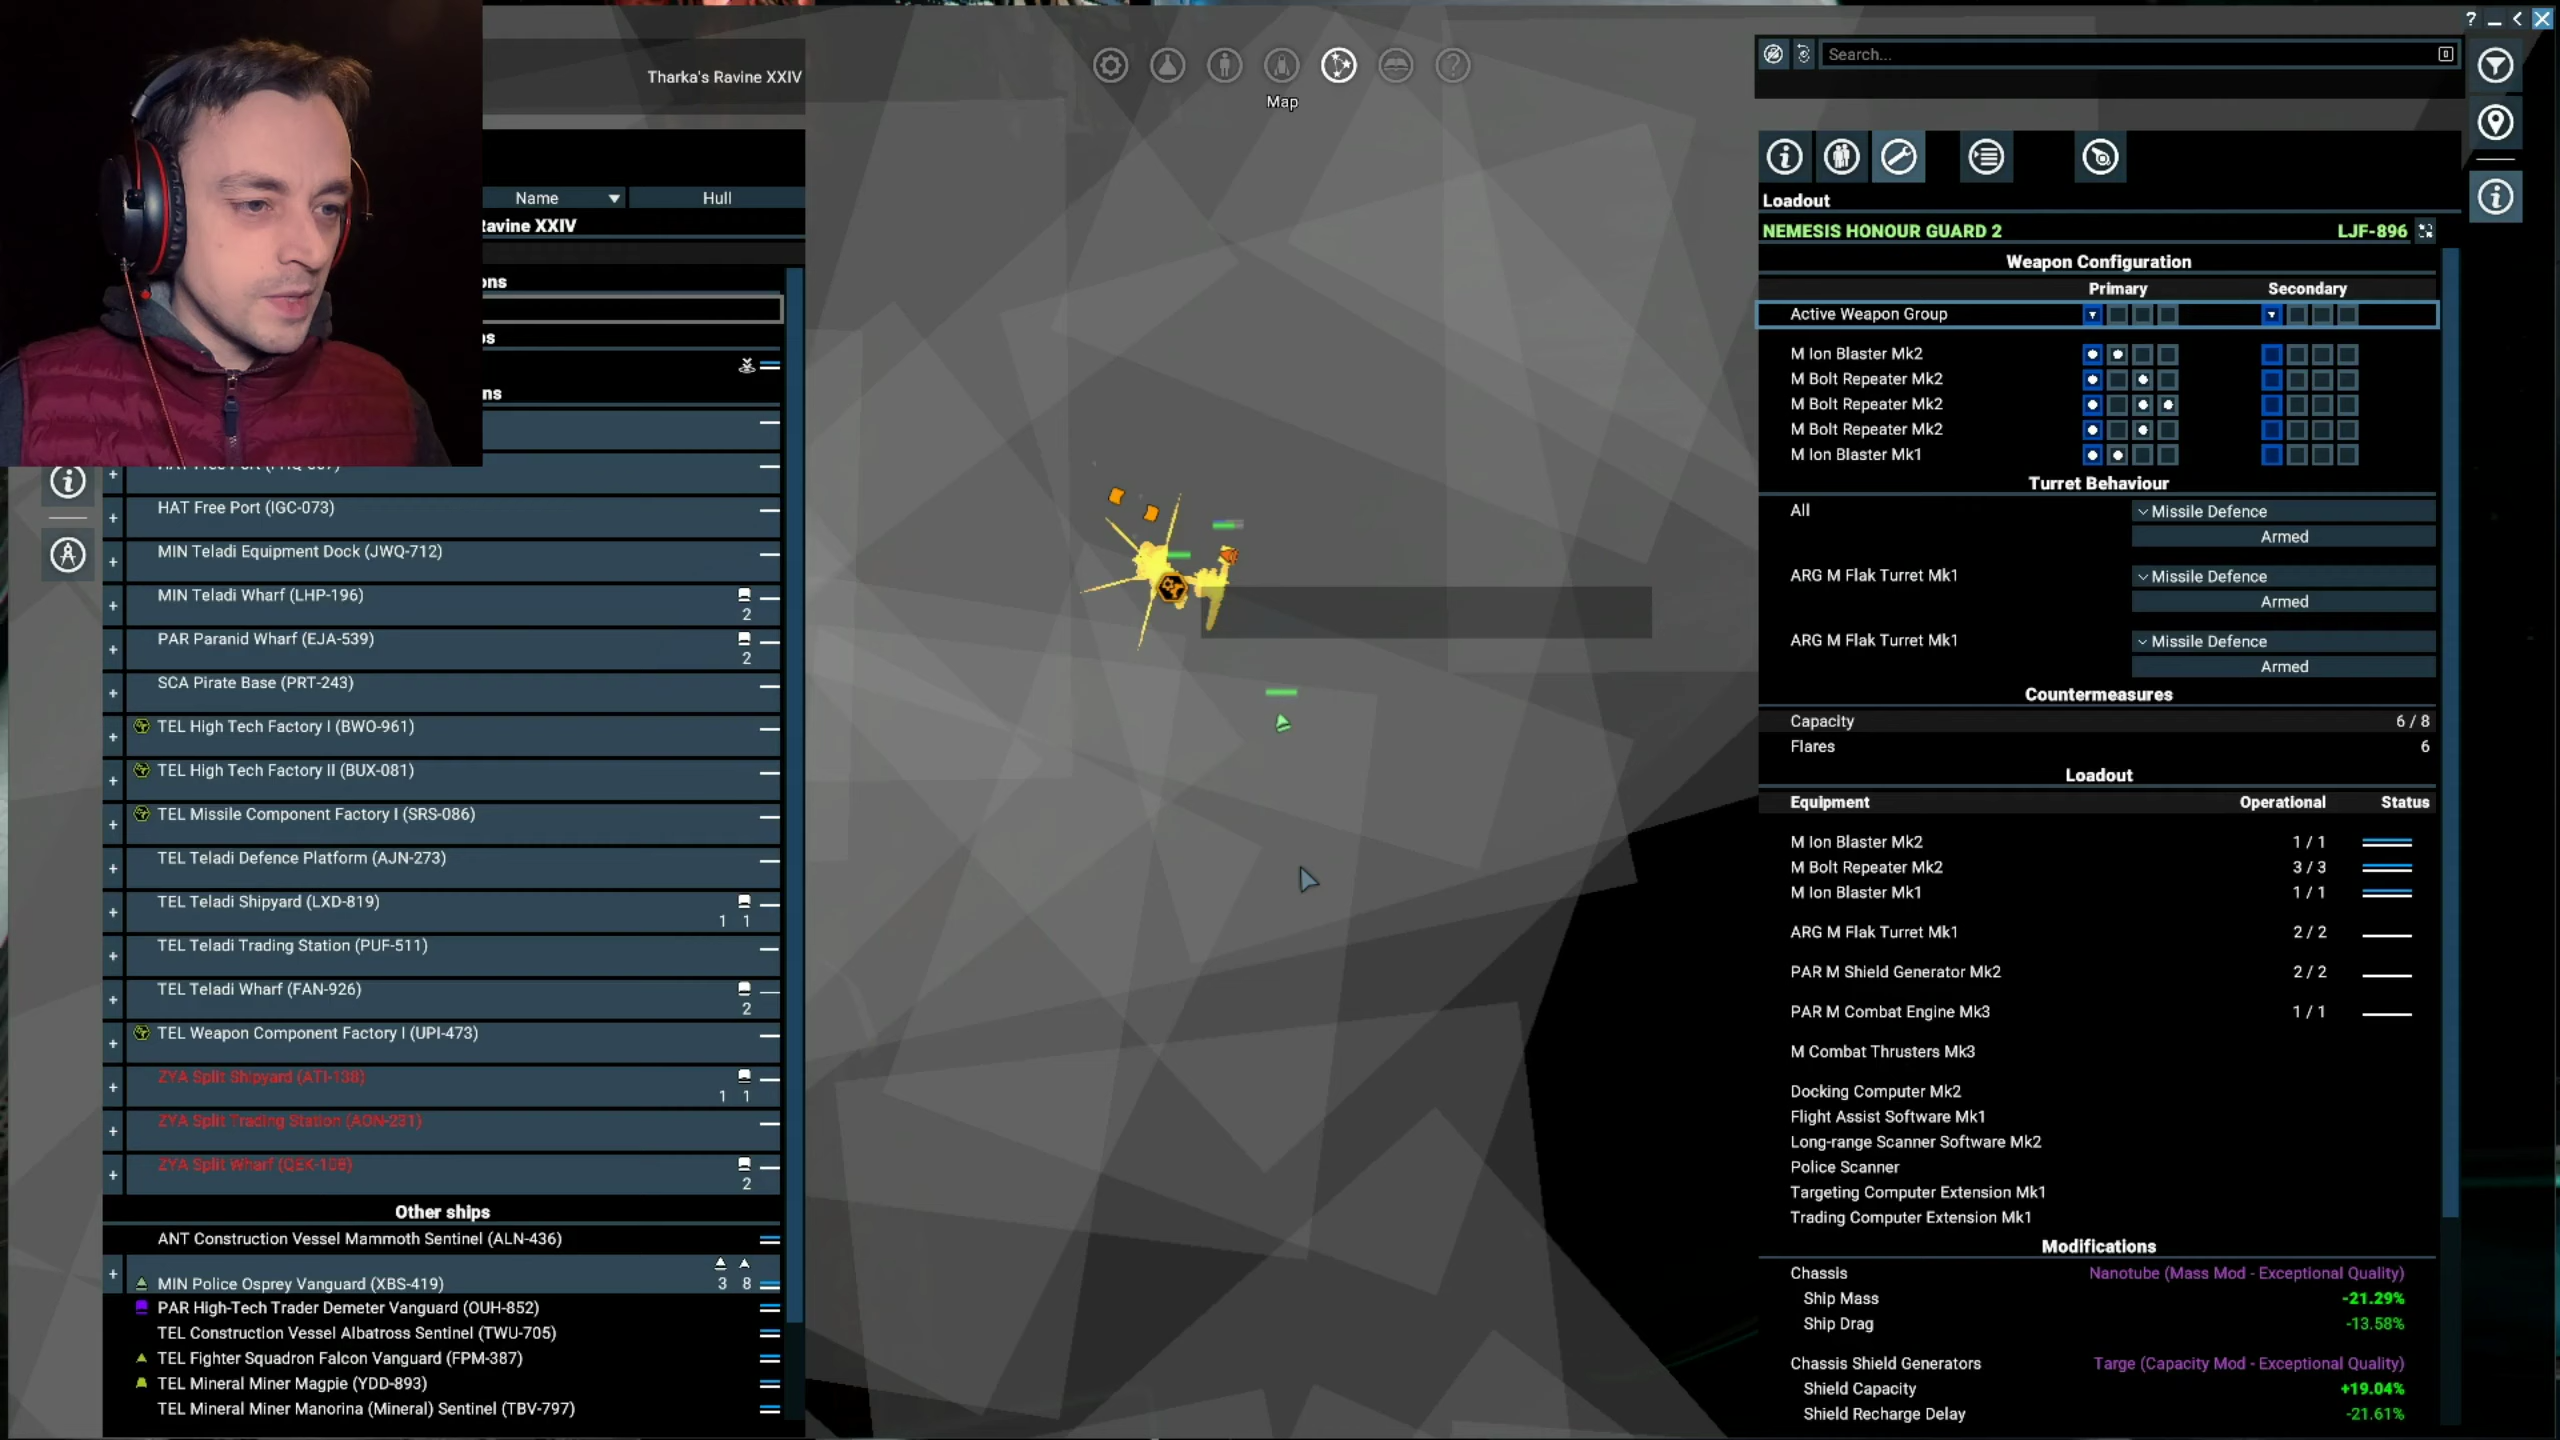 ? _ < X
Tharka's Ravine XXIV
Search...
Map
Name
Hull
Ravine XXIV
ons
ps
ns
HAT Free Port (IGC-073)
MIN Teladi Equipment Dock (JWQ-712)
MIN Teladi Wharf (LHP-196)
2
PAR Paranid Wharf (EJA-539)
2
SCA Pirate Base (PRT-243)
TEL High Tech Factory I (BWO-961)
TEL High Tech Factory II (BUX-081)
TEL Missile Component Factory I (SRS-086)
TEL Teladi Defence Platform (AJN-273)
TEL Teladi Shipyard (LXD-819)
1 1
TEL Teladi Trading Station (PUF-511)
TEL Teladi Wharf (FAN-926)
2
TEL Weapon Component Factory I (UPI-473)
ZYA Split Shipyard (ATI-138)
1 1
ZYA Split Trading Station (AON-231)
ZYA Split Wharf
2
Other ships
ANT Construction Vessel Mammoth Sentinel (ALN-436)
MIN Police Osprey Vanguard (XBS-419) 3 8
PAR High-Tech Trader Demeter Vanguard (OUH-852)
TEL Construction Vessel Albatross Sentinel (TWU-705)
TEL Fighter Squadron Falcon Vanguard (FPM-387)
TEL Mineral Miner Magpie (YDD-893)
TEL Mineral Miner Manorina (Mineral) Sentinel (TBV-797)
Loadout
NEMESIS HONOUR GUARD 2 LJF-896
Weapon Configuration
Primary Secondary
Active Weapon Group
M Ion Blaster Mk2
M Bolt Repeater Mk2
M Bolt Repeater Mk2
M Bolt Repeater Mk2
M Ion Blaster Mk1
Turret Behaviour
All Missile Defence
Armed
ARG M Flak Turret Mk1 Missile Defence
Armed
ARG M Flak Turret Mk1 Missile Defence
Armed
Countermeasures
Capacity 6 / 8
Flares 6
Loadout
Equipment Operational Status
M Ion Blaster Mk2 1 / 1
M Bolt Repeater Mk2 3 / 3
M Ion Blaster Mk1 1 / 1
ARG M Flak Turret Mk1 2 / 2
PAR M Shield Generator Mk2 2 / 2
PAR M Combat Engine Mk3 1 / 1
M Combat Thrusters Mk3
Docking Computer Mk2
Flight Assist Software Mk1
Long-range Scanner Software Mk2
Police Scanner
Targeting Computer Extension Mk1
Trading Computer Extension Mk1
Modifications
Chassis Nanotube (Mass Mod - Exceptional Quality)
Ship Mass -21.29%
Ship Drag -13.58%
Chassis Shield Generators Targe (Capacity Mod - Exceptional Quality)
Shield Capacity +19.04%
Shield Recharge Delay -21.61%